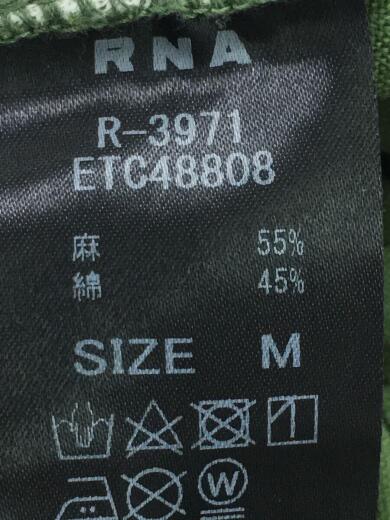 RNA
R-3971
ETC48808
麻 55%
綿 45%
SIZE M
W